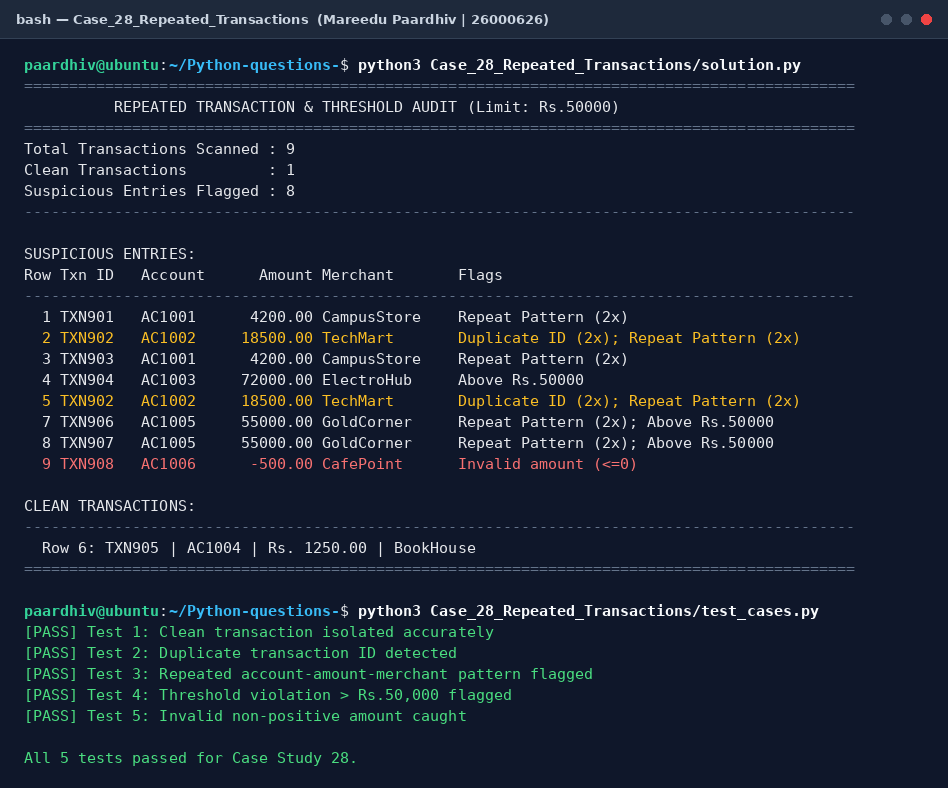 bash — Case_28_Repeated_Transactions  (Mareedu Paardhiv | 26000626)
paardhiv@ubuntu:~/Python-questions-$ python3 Case_28_Repeated_Transactions/solution.py
============================================================================================
          REPEATED TRANSACTION & THRESHOLD AUDIT (Limit: Rs.50000)
============================================================================================
Total Transactions Scanned : 9
Clean Transactions         : 1
Suspicious Entries Flagged : 8
--------------------------------------------------------------------------------------------
SUSPICIOUS ENTRIES:
Row Txn ID   Account      Amount Merchant       Flags
--------------------------------------------------------------------------------------------
  1 TXN901   AC1001      4200.00 CampusStore    Repeat Pattern (2x)
  2 TXN902   AC1002     18500.00 TechMart       Duplicate ID (2x); Repeat Pattern (2x)
  3 TXN903   AC1001      4200.00 CampusStore    Repeat Pattern (2x)
  4 TXN904   AC1003     72000.00 ElectroHub     Above Rs.50000
  5 TXN902   AC1002     18500.00 TechMart       Duplicate ID (2x); Repeat Pattern (2x)
  7 TXN906   AC1005     55000.00 GoldCorner     Repeat Pattern (2x); Above Rs.50000
  8 TXN907   AC1005     55000.00 GoldCorner     Repeat Pattern (2x); Above Rs.50000
  9 TXN908   AC1006      -500.00 CafePoint      Invalid amount (<=0)
CLEAN TRANSACTIONS:
--------------------------------------------------------------------------------------------
  Row 6: TXN905 | AC1004 | Rs. 1250.00 | BookHouse
============================================================================================
paardhiv@ubuntu:~/Python-questions-$ python3 Case_28_Repeated_Transactions/test_cases.py
[PASS] Test 1: Clean transaction isolated accurately
[PASS] Test 2: Duplicate transaction ID detected
[PASS] Test 3: Repeated account-amount-merchant pattern flagged
[PASS] Test 4: Threshold violation > Rs.50,000 flagged
[PASS] Test 5: Invalid non-positive amount caught
All 5 tests passed for Case Study 28.